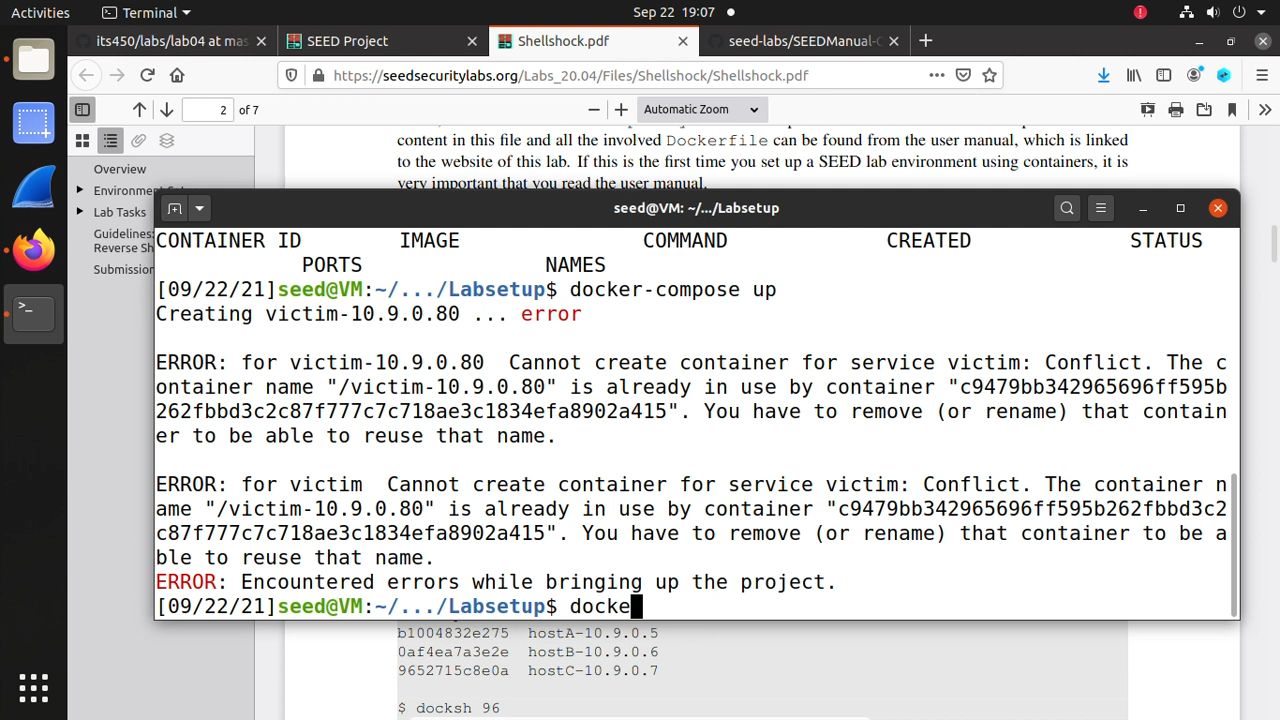 Activities
Terminal
Sep 22 19:07
its450/labs/lab04 at mas
SEED Project
Shellshock.pdf
seed-labs/SEEDManual-C
https://seedsecuritylabs.org/Labs_20.04/Files/Shellshock/Shellshock.pdf
2 of 7
Automatic Zoom
Overview
Lab Tasks
Guidelines:
Submission
content in this file and all the involved Dockerfile can be found from the user manual, which is linked
to the website of this lab. If this is the first time you set up a SEED lab environment using containers, it is
very important that you read the user manual.
seed@VM: ~/.../Labsetup
CONTAINER ID IMAGE COMMAND CREATED STATUS
PORTS NAMES
[09/22/21]seed@VM:~/.../Labsetup$ docker-compose up
Creating victim-10.9.0.80 ... error
ERROR: for victim-10.9.0.80 Cannot create container for service victim: Conflict. The c
ontainer name "/victim-10.9.0.80" is already in use by container "c9479bb342965696ff595b
262fbbd3c2c87f777c7c718ae3c1834efa8902a415". You have to remove (or rename) that contain
er to be able to reuse that name.
ERROR: for victim Cannot create container for service victim: Conflict. The container n
ame "/victim-10.9.0.80" is already in use by container "c9479bb342965696ff595b262fbbd3c2
c87f777c7c718ae3c1834efa8902a415". You have to remove (or rename) that container to be a
ble to reuse that name.
ERROR: Encountered errors while bringing up the project.
[09/22/21]seed@VM:~/.../Labsetup$ docke
b1004832e275 hostA-10.9.0.5
0af4ea7a3e2e hostB-10.9.0.6
9652715c8e0a hostC-10.9.0.7
$ docksh 96